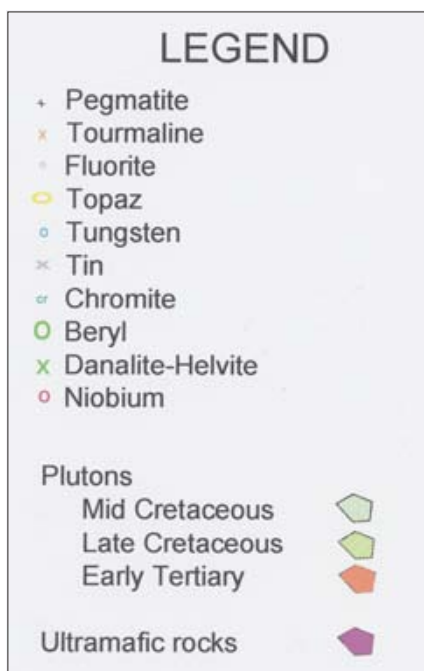 LEGEND
Pegmatite
Tourmaline
Fluorite
Topaz
Tungsten
Tin
cr Chromite
Beryl
Danalite-Helvite
Niobium
Plutons
Mid Cretaceous
Late Cretaceous
Early Tertiary
Ultramafic rocks